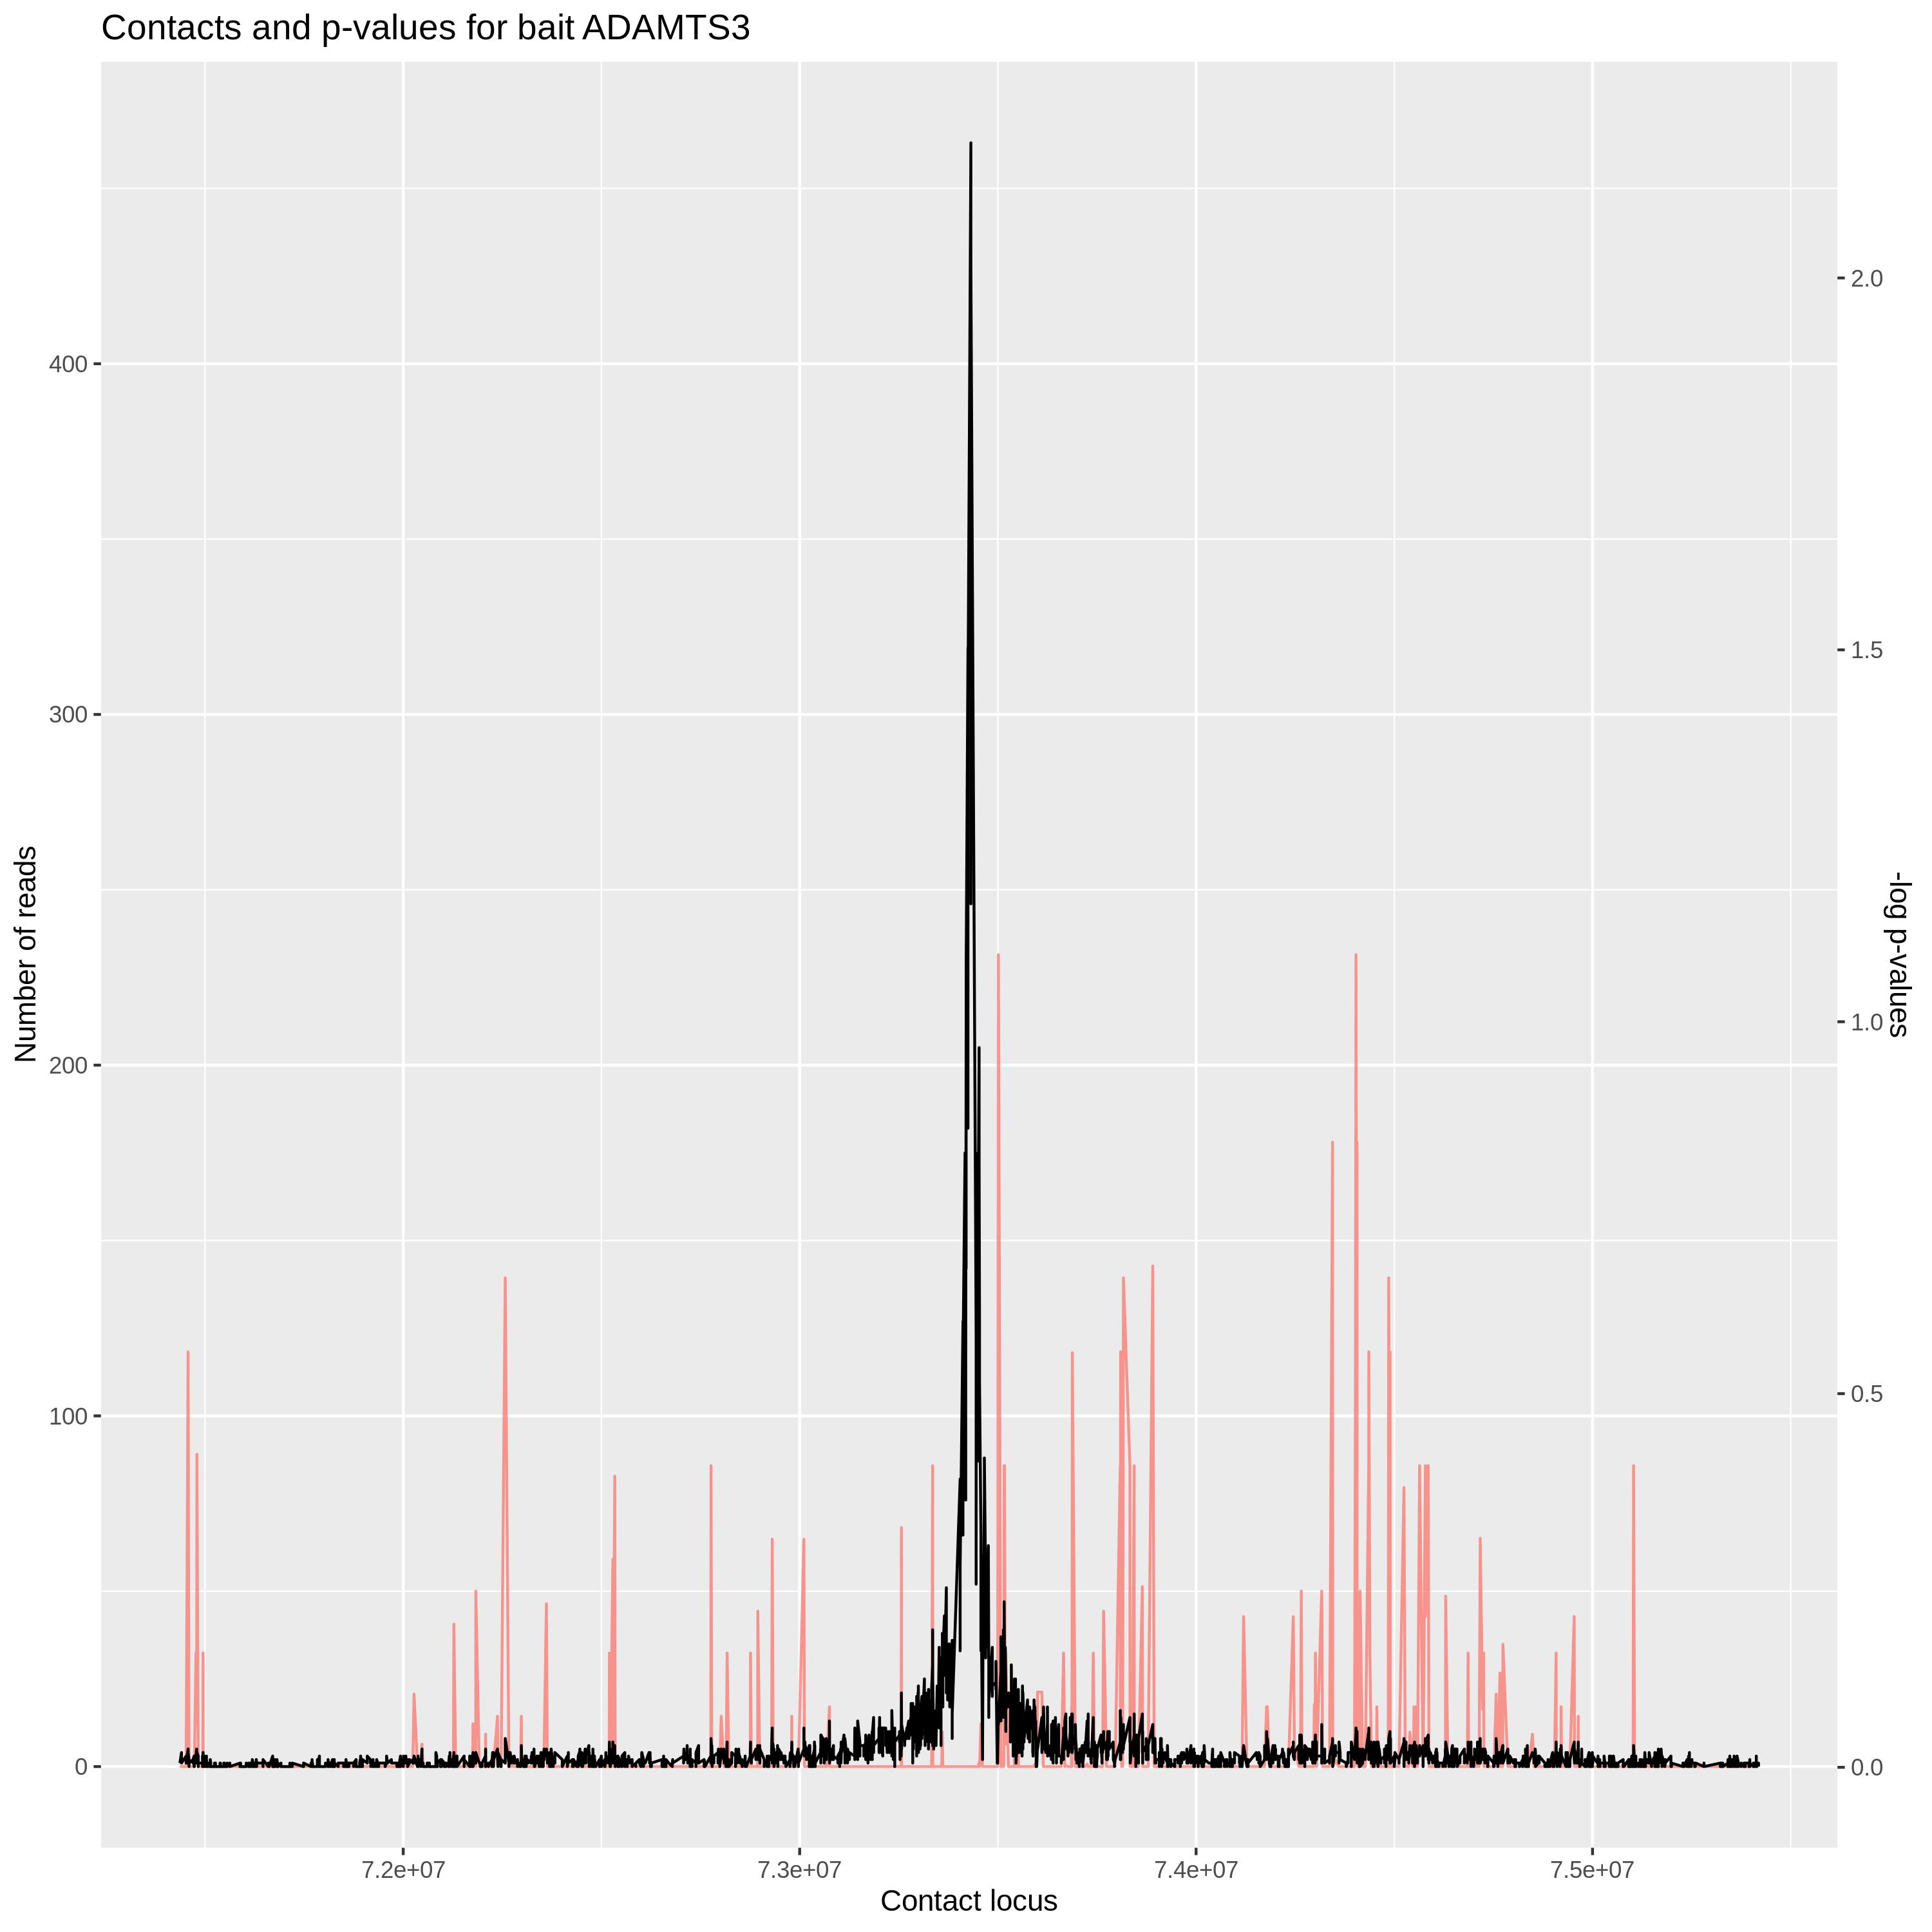 Contacts and p-values for bait ADAMTS3
400
300
200
100
0
Number of reads
2.0
1.5
1.0
0.5
0.0
-log p-values
7.2e+07
7.3e+07
7.4e+07
7.5e+07
Contact locus